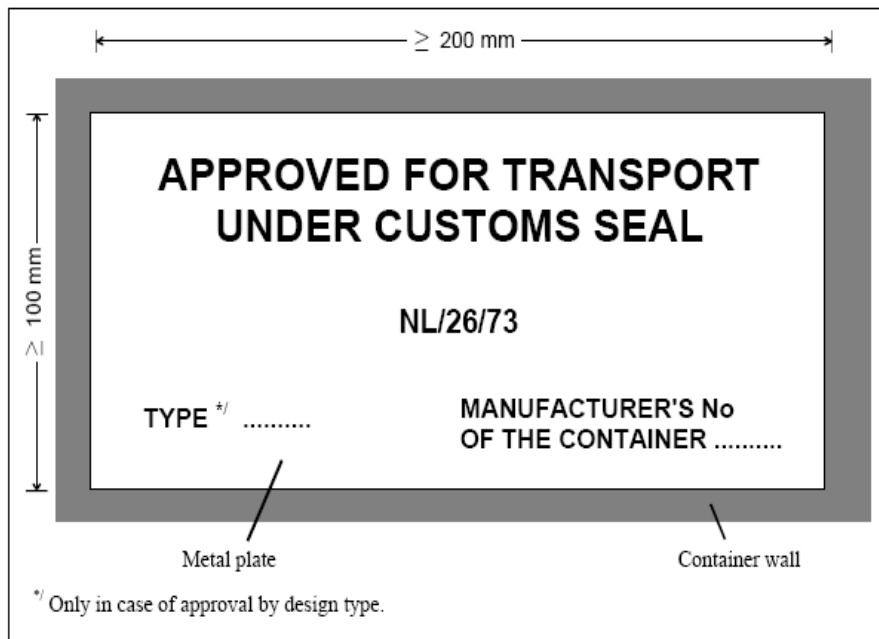 ≥ 200 mm
≥ 100 mm
APPROVED FOR TRANSPORT
UNDER CUSTOMS SEAL
NL/26/73
TYPE */ ..........
MANUFACTURER'S No
OF THE CONTAINER ..........
Metal plate
Container wall
*/ Only in case of approval by design type.